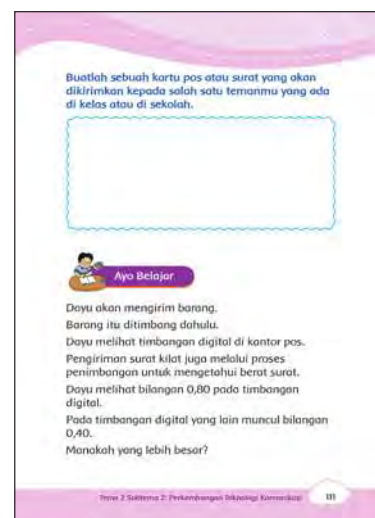 Buatlah sebuah kartu pos atau surat yang akan
dikirimkan kepada salah satu temanmu yang ada
di kelas atau di sekolah.
Ayo Belajar
Dayu akan mengirim barang.
Barang itu ditimbang dahulu.
Dayu melihat timbangan digital di kantor pos.
Pengiriman surat kilat juga melalui proses
penimbangan untuk mengetahui berat surat.
Dayu melihat bilangan 0,80 pada timbangan
digital.
Pada timbangan digital yang lain muncul bilangan
0,40.
Manakah yang lebih besar?
Subtema 2: Perkembangan Teknologi Komunikasi